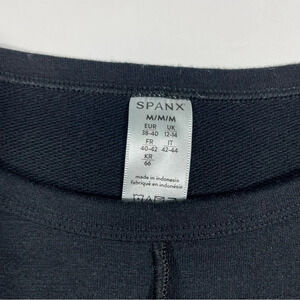 SPANX
M/M/M
EUR UK
38-40 12-14
FR IT
40-42 42-44
KR
66
made in indonesia
fabriqué en indonésie